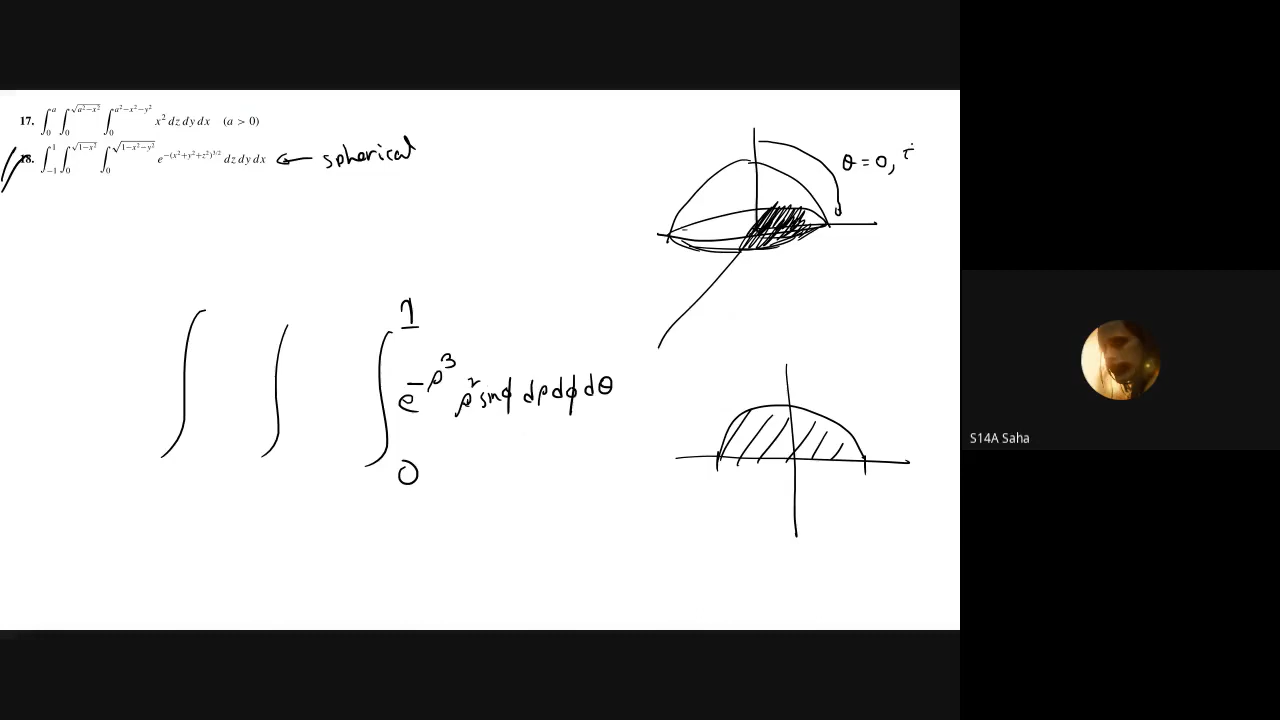 17. ∫₀^a ∫₀^√(a²−x²) ∫₀^(a²−x²−y²) x² dz dy dx (a > 0)
18. ∫₋₁^1 ∫₀^√(1−x²) ∫₀^√(1−x²−y²) e^−(x²+y²+z²)^3/2 dz dy dx ← spherical
θ = 0,
∫ ∫ ∫₀^1 e^−ρ³ ρ² sinϕ dρ dϕ dθ
S14A Saha